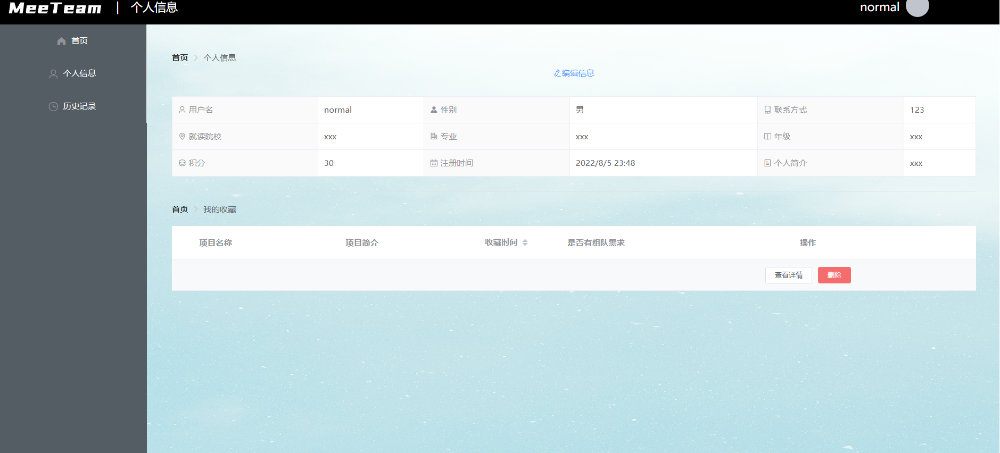 MeeTeam | 个人信息 normal
首页
个人信息
历史记录
首页 > 个人信息
编辑信息
用户名 normal 性别 男 联系方式 123
就读院校 xxx 专业 xxx 年级 xxx
积分 30 注册时间 2022/8/5 23:48 个人简介 xxx
首页 > 我的收藏
项目名称 项目简介 收藏时间 是否有组队需求 操作
查看详情 删除